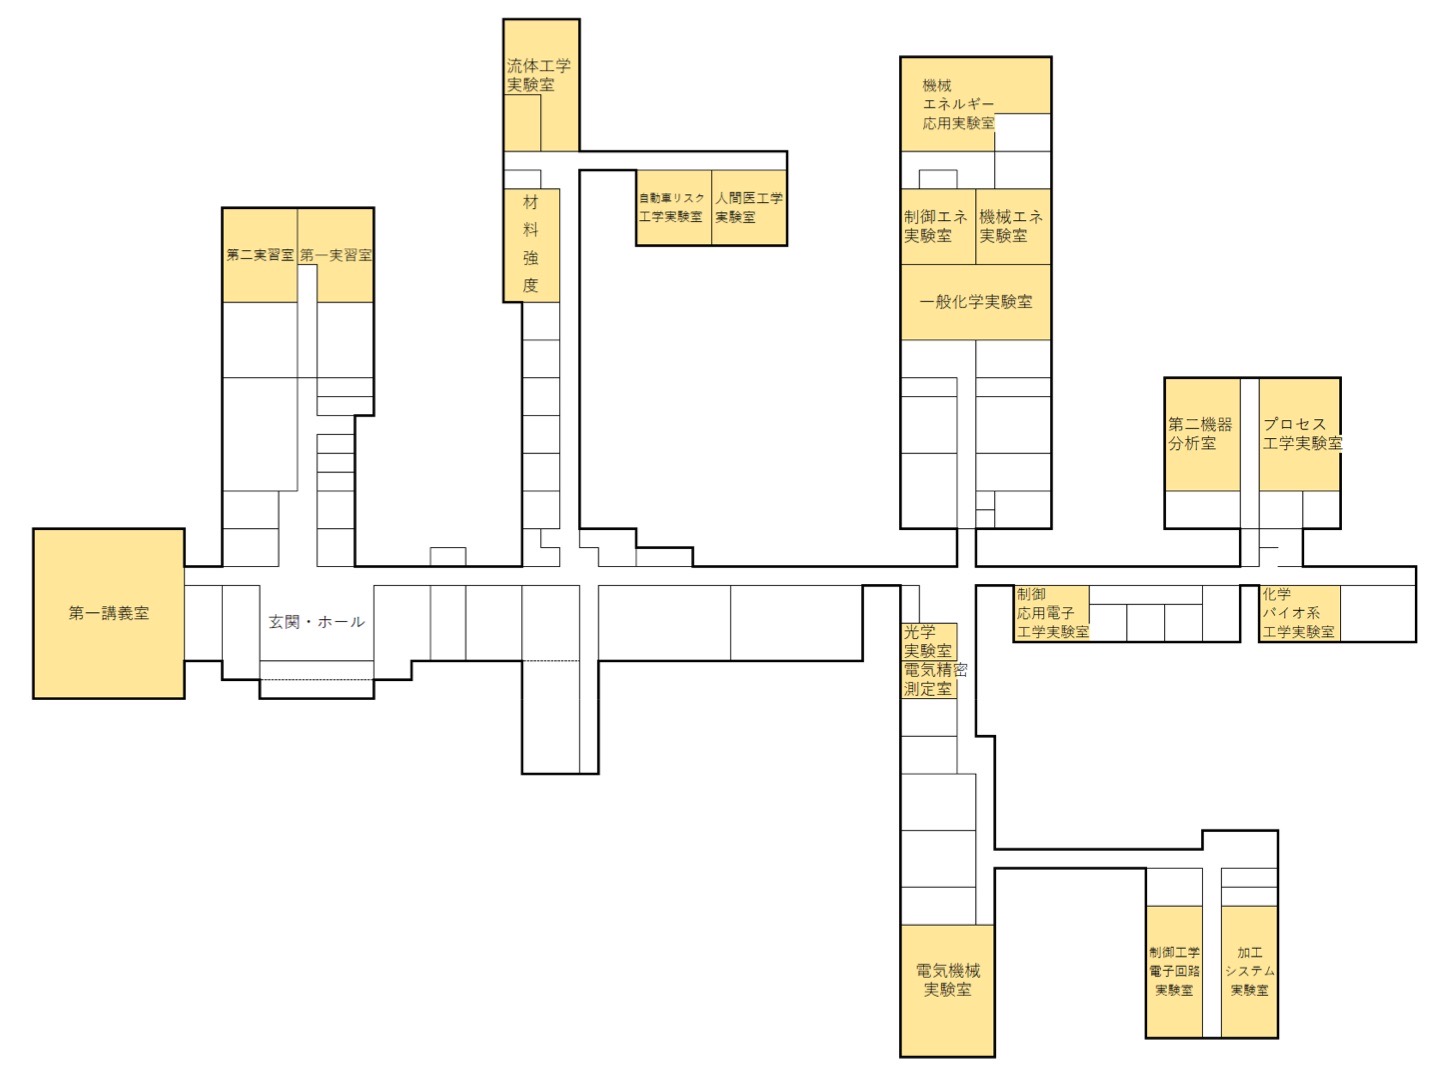 流体工学
実験室
機械
エネルギー
応用実験室
自動車リスク
工学実験室
人間医工学
実験室
材
料
強
度
制御エネ
実験室
機械エネ
実験室
第二実習室
第一実習室
一般化学実験室
第二機器
分析室
プロセス
工学実験室
第一講義室
玄関・ホール
制御
応用電子
工学実験室
化学
バイオ系
工学実験室
光学
実験室
電気精密
測定室
電気機械
実験室
制御工学
電子回路
実験室
加工
システム
実験室